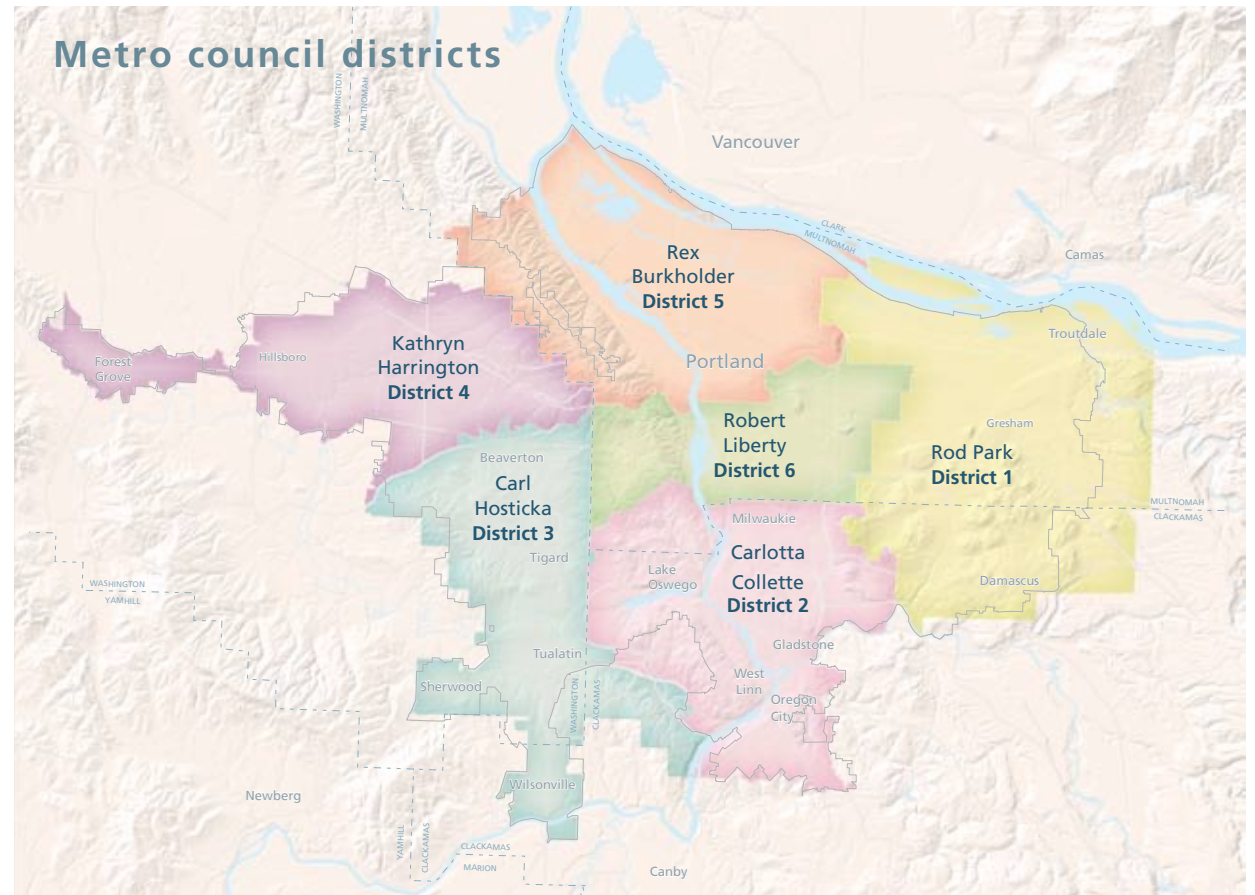 Metro council districts
WASHINGTON
MULTNOMAH
Vancouver
CLARK
MULTNOMAH
Camas
Rex
Burkholder
District 5
Troutdale
Kathryn
Harrington
District 4
Hillsboro
Forest
Grove
Portland
Robert
Liberty
District 6
Gresham
Rod Park
District 1
Beaverton
Carl
Hosticka
District 3
MULTNOMAH
CLACKAMAS
Milwaukie
Tigard
Carlotta
Collette
District 2
Lake
Oswego
Damascus
WASHINGTON
YAMHILL
Gladstone
Tualatin
West
Linn
Sherwood
WASHINGTON
CLACKAMAS
Oregon
City
Wilsonville
Newberg
YAMHILL
CLACKAMAS
CLACKAMAS
MARION
Canby